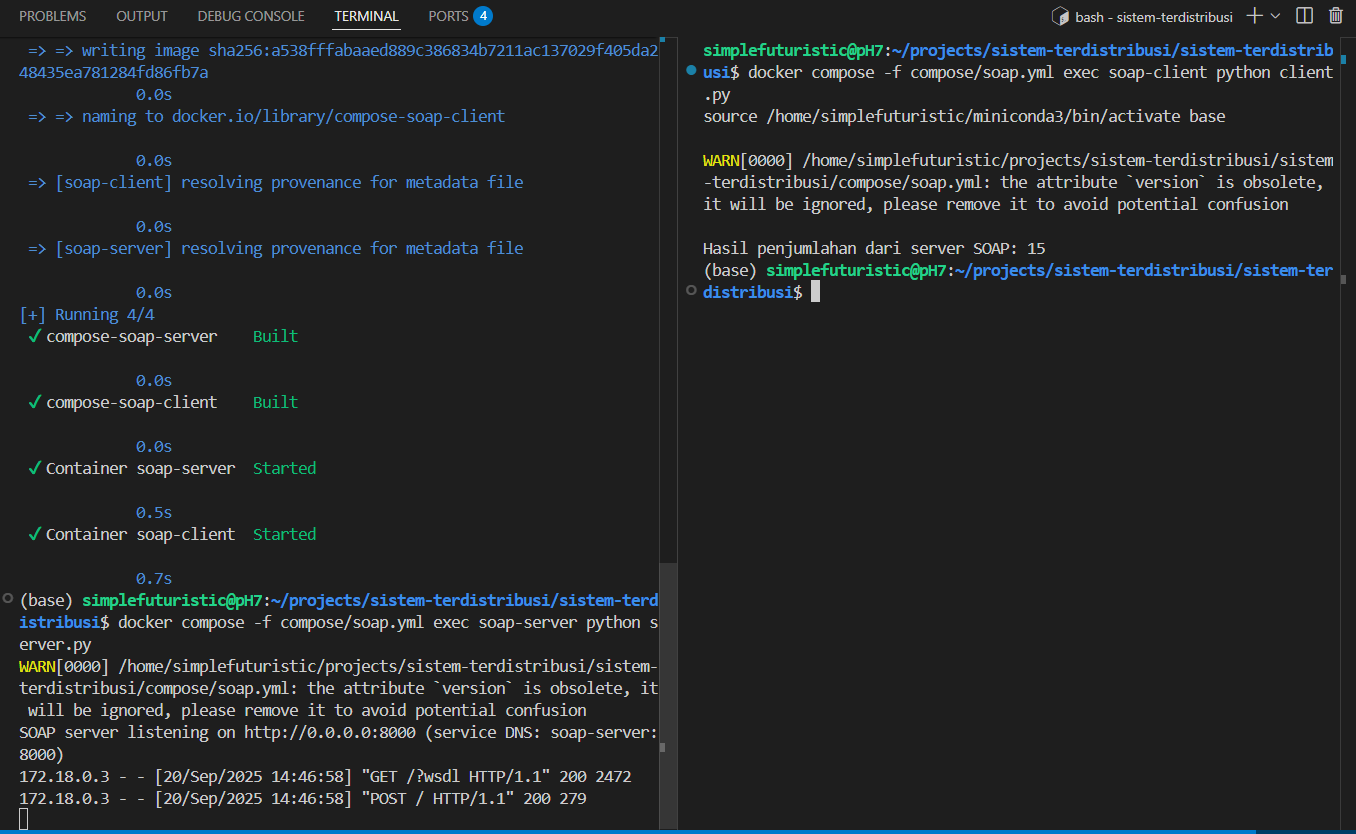 PROBLEMS OUTPUT DEBUG CONSOLE TERMINAL PORTS 4
bash - sistem-terdistribusi
=> => writing image sha256:a538fffabaaed889c386834b7211ac137029f405da2
48435ea781284fd86fb7a
0.0s
=> => naming to docker.io/library/compose-soap-client
0.0s
=> [soap-client] resolving provenance for metadata file
0.0s
=> [soap-server] resolving provenance for metadata file
0.0s
[+] Running 4/4
✓ compose-soap-server Built
0.0s
✓ compose-soap-client Built
0.0s
✓ Container soap-server Started
0.5s
✓ Container soap-client Started
0.7s
(base) simplefuturistic@pH7:~/projects/sistem-terdistribusi/sistem-terd
istribusi$ docker compose -f compose/soap.yml exec soap-server python s
erver.py
WARN[0000] /home/simplefuturistic/projects/sistem-terdistribusi/sistem-
terdistribusi/compose/soap.yml: the attribute `version` is obsolete, it
will be ignored, please remove it to avoid potential confusion
SOAP server listening on http://0.0.0.0:8000 (service DNS: soap-server:
8000)
172.18.0.3 - - [20/Sep/2025 14:46:58] "GET /?wsdl HTTP/1.1" 200 2472
172.18.0.3 - - [20/Sep/2025 14:46:58] "POST / HTTP/1.1" 200 279
simplefuturistic@pH7:~/projects/sistem-terdistribusi/sistem-terdistrib
usi$ docker compose -f compose/soap.yml exec soap-client python client
.py
source /home/simplefuturistic/miniconda3/bin/activate base
WARN[0000] /home/simplefuturistic/projects/sistem-terdistribusi/sistem
-terdistribusi/compose/soap.yml: the attribute `version` is obsolete,
it will be ignored, please remove it to avoid potential confusion
Hasil penjumlahan dari server SOAP: 15
(base) simplefuturistic@pH7:~/projects/sistem-terdistribusi/sistem-ter
distribusi$